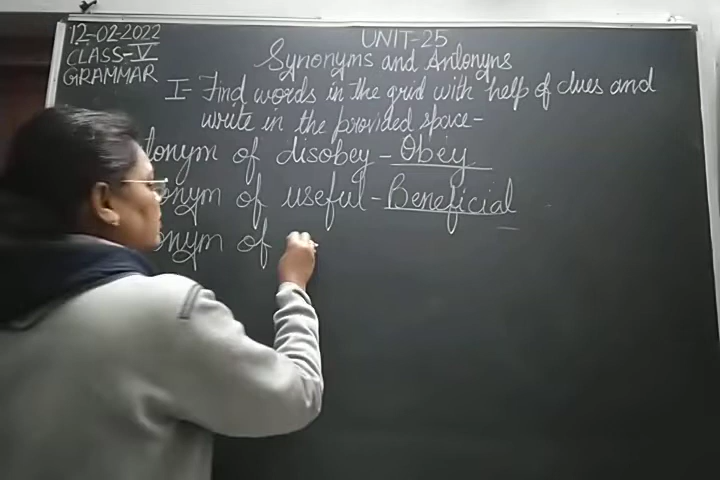 12-02-2022
CLASS-V
GRAMMAR
UNIT-25
Synonyms and Antonyms
I- Find words in the grid with help of clues and
write in the provided space-
of disobey - Obey
of useful - Beneficial
of